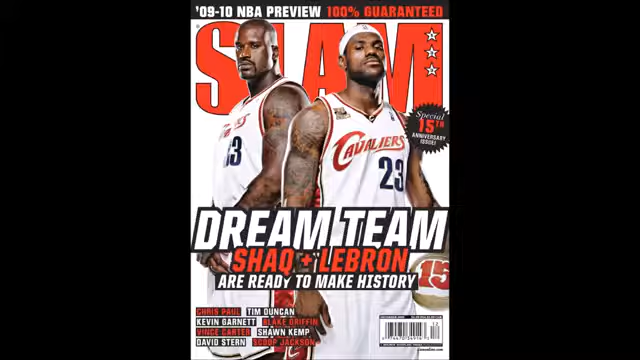 '09-10 NBA PREVIEW 100% GUARANTEED
SLAM
Special
15TH
ANNIVERSARY
ISSUE!
CAVALIERS
33
23
DREAM TEAM
SHAQ + LEBRON
ARE READY TO MAKE HISTORY
15
CHRIS PAUL TIM DUNCAN
KEVIN GARNETT BLAKE GRIFFIN
VINCE CARTER SHAWN KEMP
DAVID STERN SCOOP JACKSON